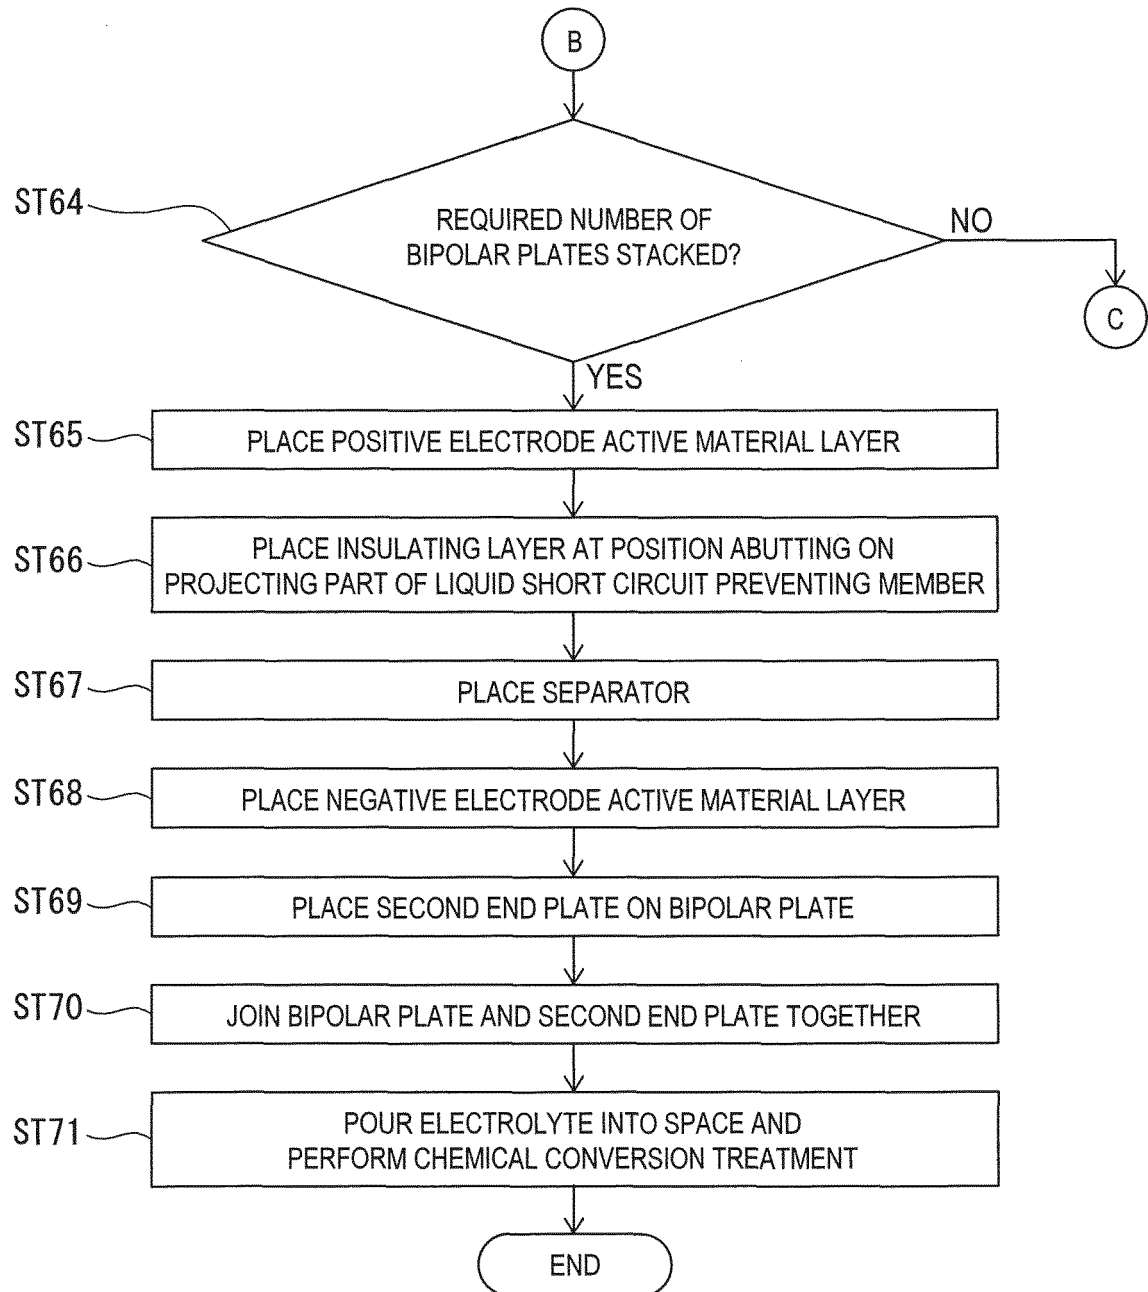 B
ST64
REQUIRED NUMBER OF
BIPOLAR PLATES STACKED?
NO
C
YES
ST65
PLACE POSITIVE ELECTRODE ACTIVE MATERIAL LAYER
ST66
PLACE INSULATING LAYER AT POSITION ABUTTING ON
PROJECTING PART OF LIQUID SHORT CIRCUIT PREVENTING MEMBER
ST67
PLACE SEPARATOR
ST68
PLACE NEGATIVE ELECTRODE ACTIVE MATERIAL LAYER
ST69
PLACE SECOND END PLATE ON BIPOLAR PLATE
ST70
JOIN BIPOLAR PLATE AND SECOND END PLATE TOGETHER
ST71
POUR ELECTROLYTE INTO SPACE AND
PERFORM CHEMICAL CONVERSION TREATMENT
END